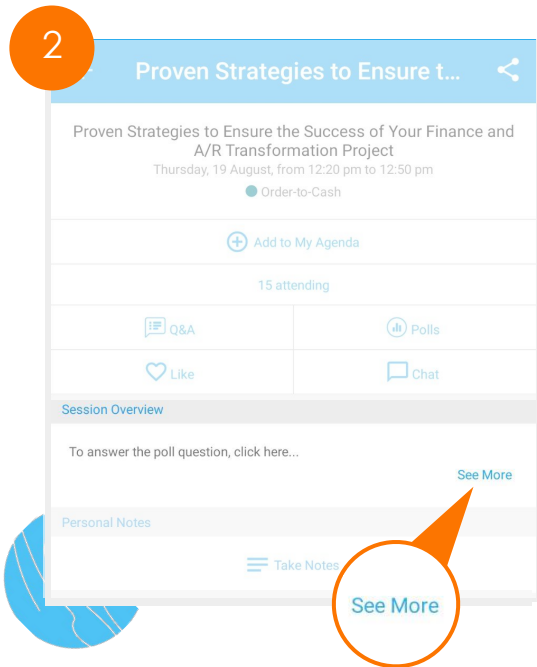 2
Proven Strategies to Ensure t...
Proven Strategies to Ensure the Success of Your Finance and
A/R Transformation Project
Thursday, 19 August, from 12:20 pm to 12:50 pm
Order-to-Cash
Add to My Agenda
15 attending
Q&A
Polls
Like
Chat
Session Overview
To answer the poll question, click here...
See More
Personal Notes
Take Notes
See More